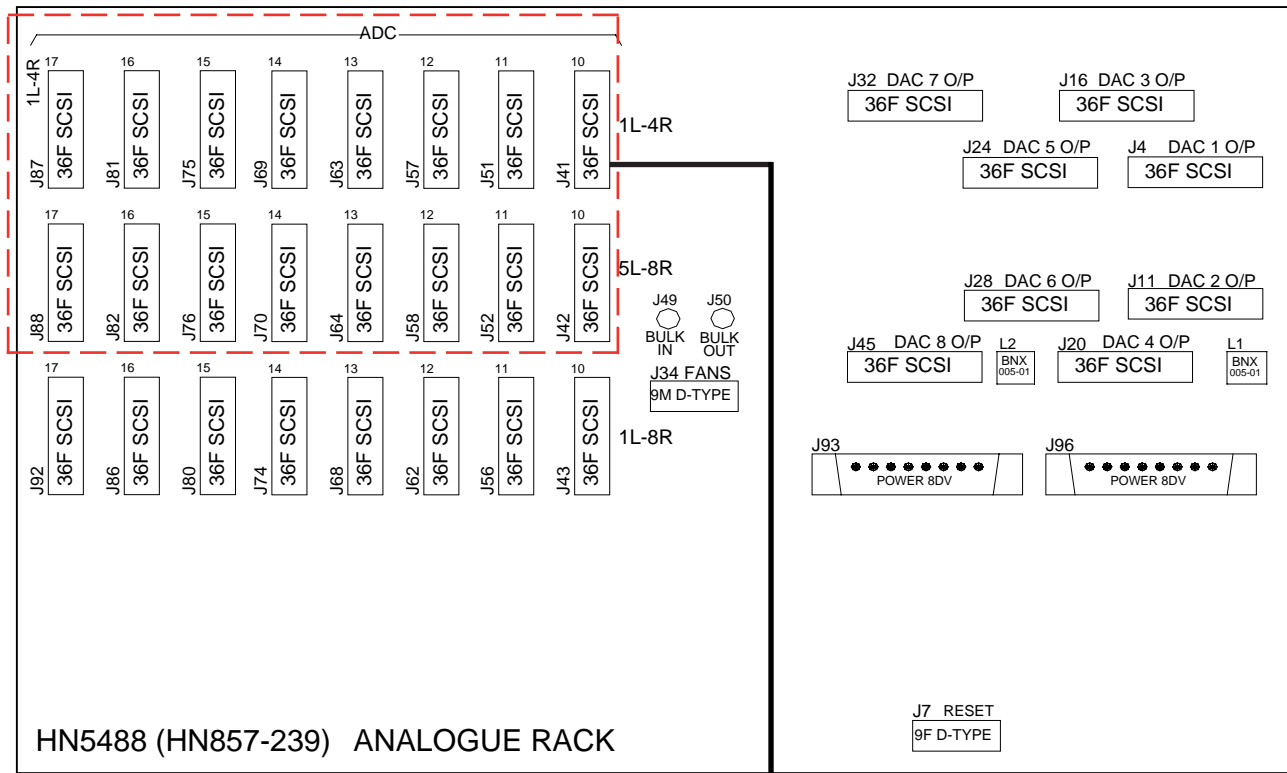 ADC
1L-4R
17 16 15 14 13 12 11 10
J87 36F SCSI J81 36F SCSI J75 36F SCSI J69 36F SCSI J63 36F SCSI J57 36F SCSI J51 36F SCSI J41 36F SCSI
1L-4R
17 16 15 14 13 12 11 10
J88 36F SCSI J82 36F SCSI J76 36F SCSI J70 36F SCSI J64 36F SCSI J58 36F SCSI J52 36F SCSI J42 36F SCSI
5L-8R
17 16 15 14 13 12 11 10
J92 36F SCSI J86 36F SCSI J80 36F SCSI J74 36F SCSI J68 36F SCSI J62 36F SCSI J56 36F SCSI J43 36F SCSI
1L-8R
J49
BULK
IN
J50
BULK
OUT
J34 FANS
9M D-TYPE
J32 DAC 7 O/P
36F SCSI
J16 DAC 3 O/P
36F SCSI
J24 DAC 5 O/P
36F SCSI
J4 DAC 1 O/P
36F SCSI
J28 DAC 6 O/P
36F SCSI
J11 DAC 2 O/P
36F SCSI
J45 DAC 8 O/P
36F SCSI
L2
BNX
005-01
J20 DAC 4 O/P
36F SCSI
L1
BNX
005-01
J93
POWER 8DV
J96
POWER 8DV
J7 RESET
9F D-TYPE
HN5488 (HN857-239) ANALOGUE RACK